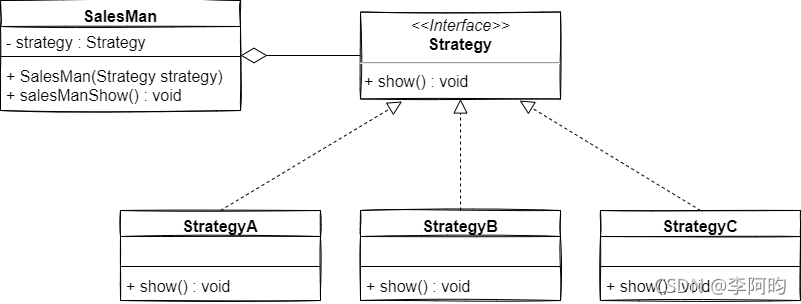 SalesMan
- strategy : Strategy
+ SalesMan(Strategy strategy)
+ salesManShow() : void
<<Interface>>
Strategy
+ show() : void
StrategyA
+ show() : void
StrategyB
+ show() : void
StrategyC
+ show() : void
CSDN @李阿昀